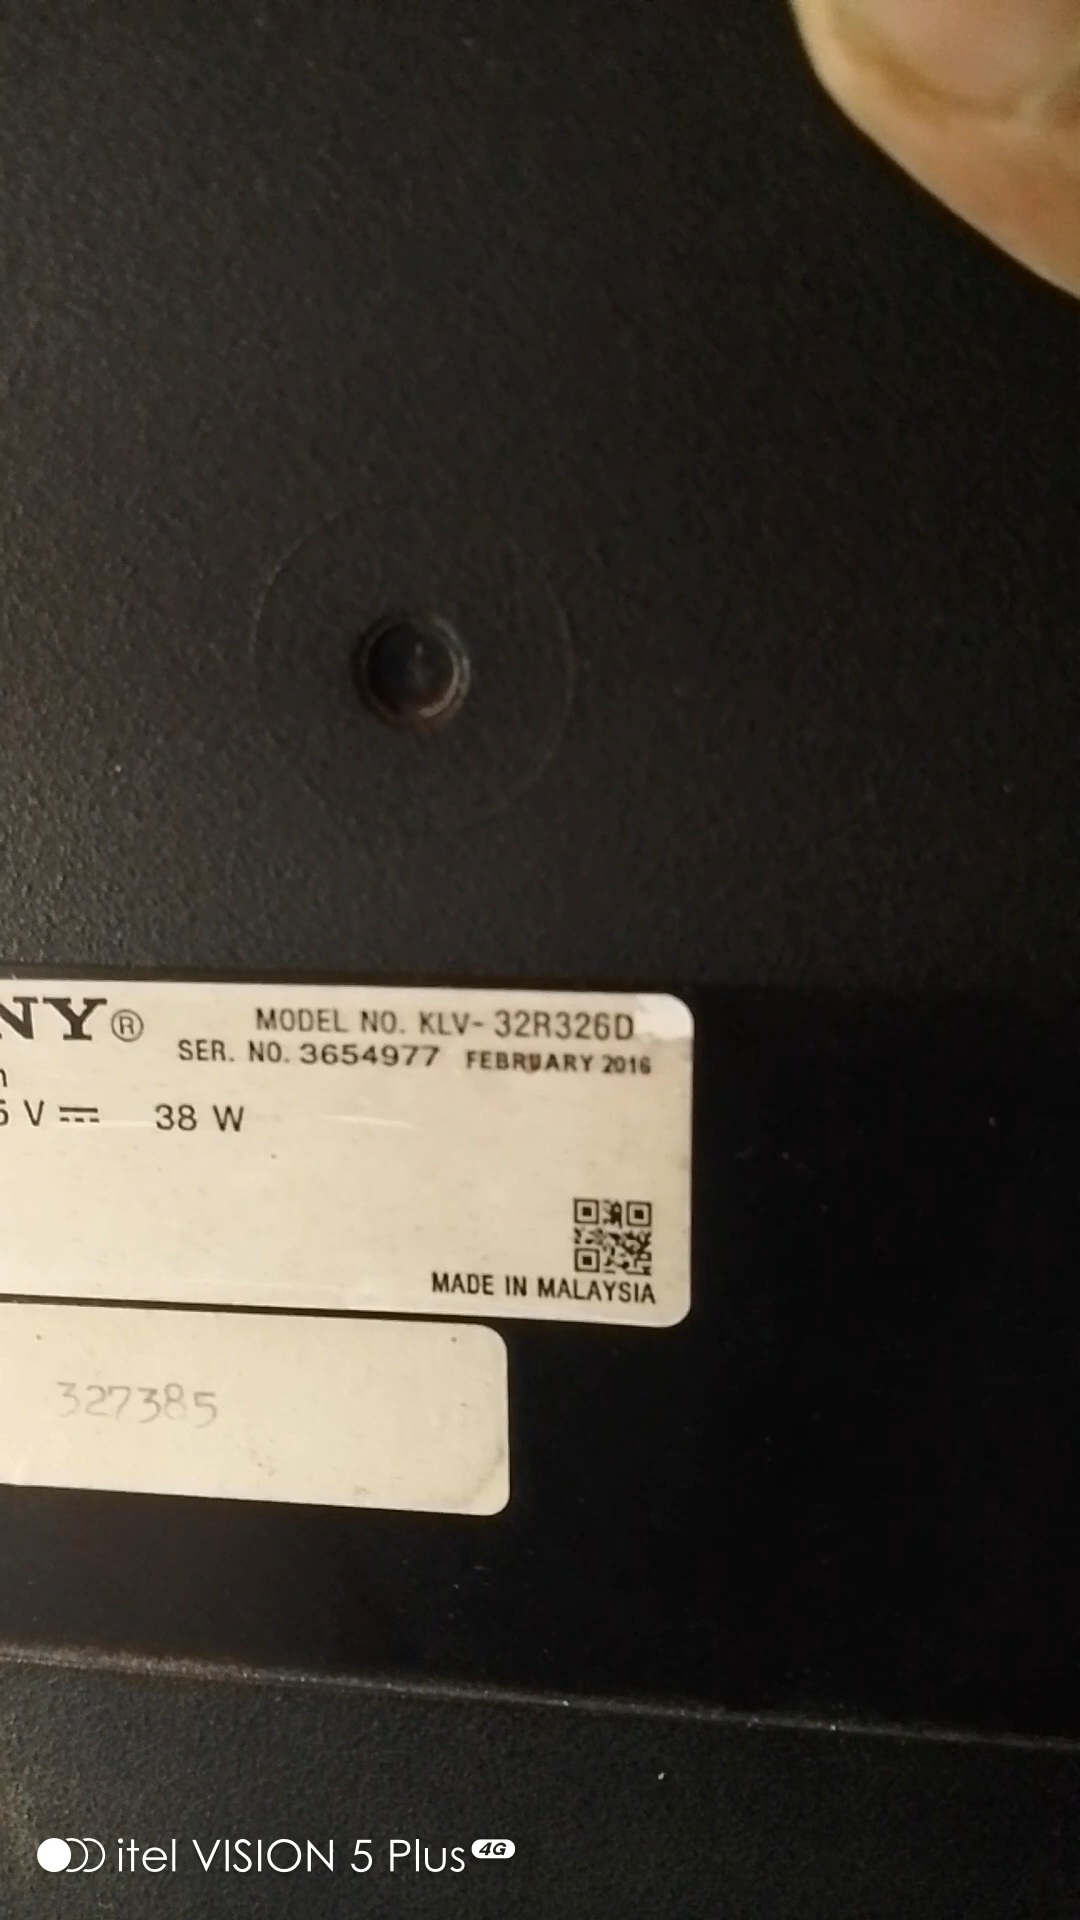 NY®
MODEL NO. KLV-32R326D
SER. NO. 3654977 FEBRUARY 2016
5 V ⎓ 38 W
MADE IN MALAYSIA
327385
itel VISION 5 Plus 4G